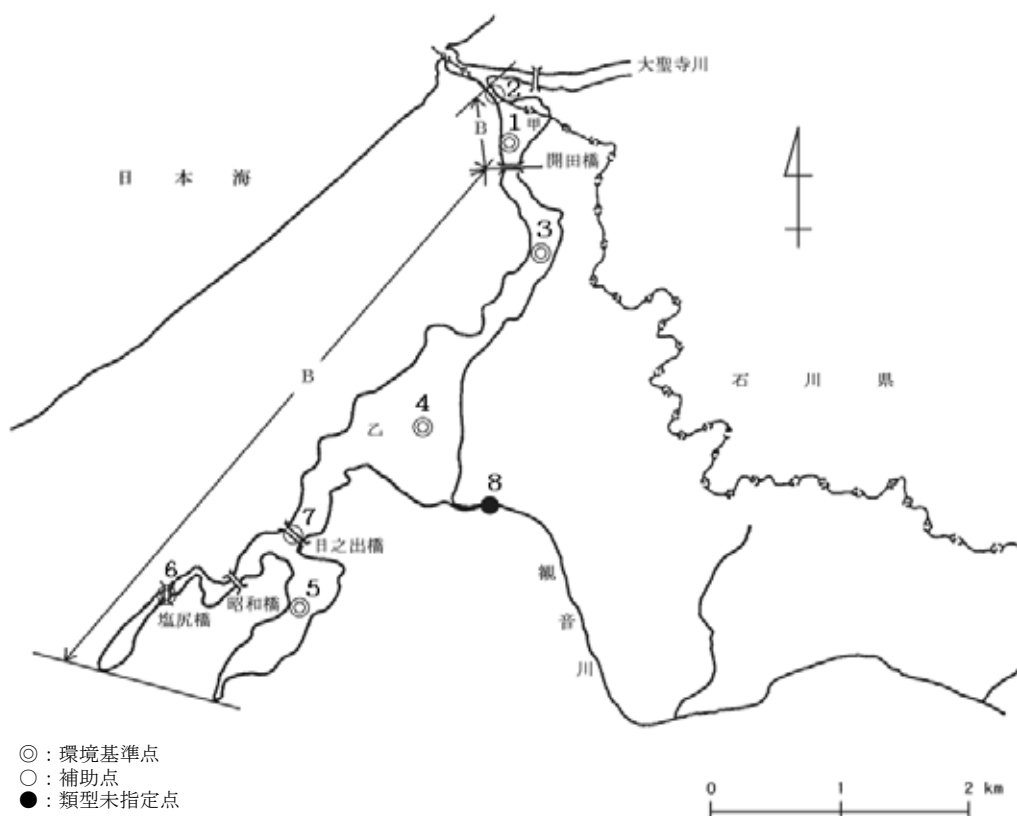 大聖寺川
2
甲
B
1
開田橋
日本海
3
B
石川県
4
乙
8
7
日之出橋
6
昭和橋
5
塩尻橋
観音川
◎：環境基準点
○：補助点
●：類型未指定点
0 1 2 km